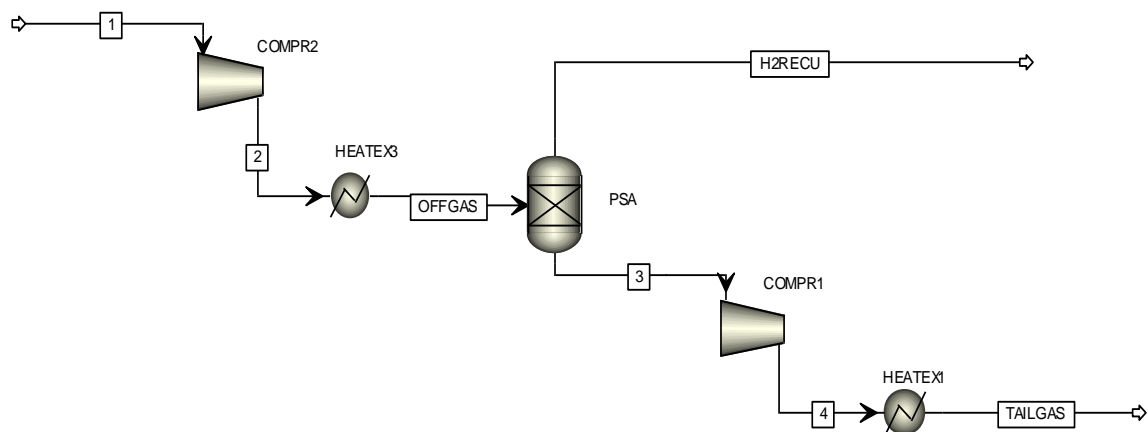 1
COMPR2
H2RECU
2
HEATEX3
OFFGAS
PSA
3
COMPR1
HEATEX1
4
TAILGAS